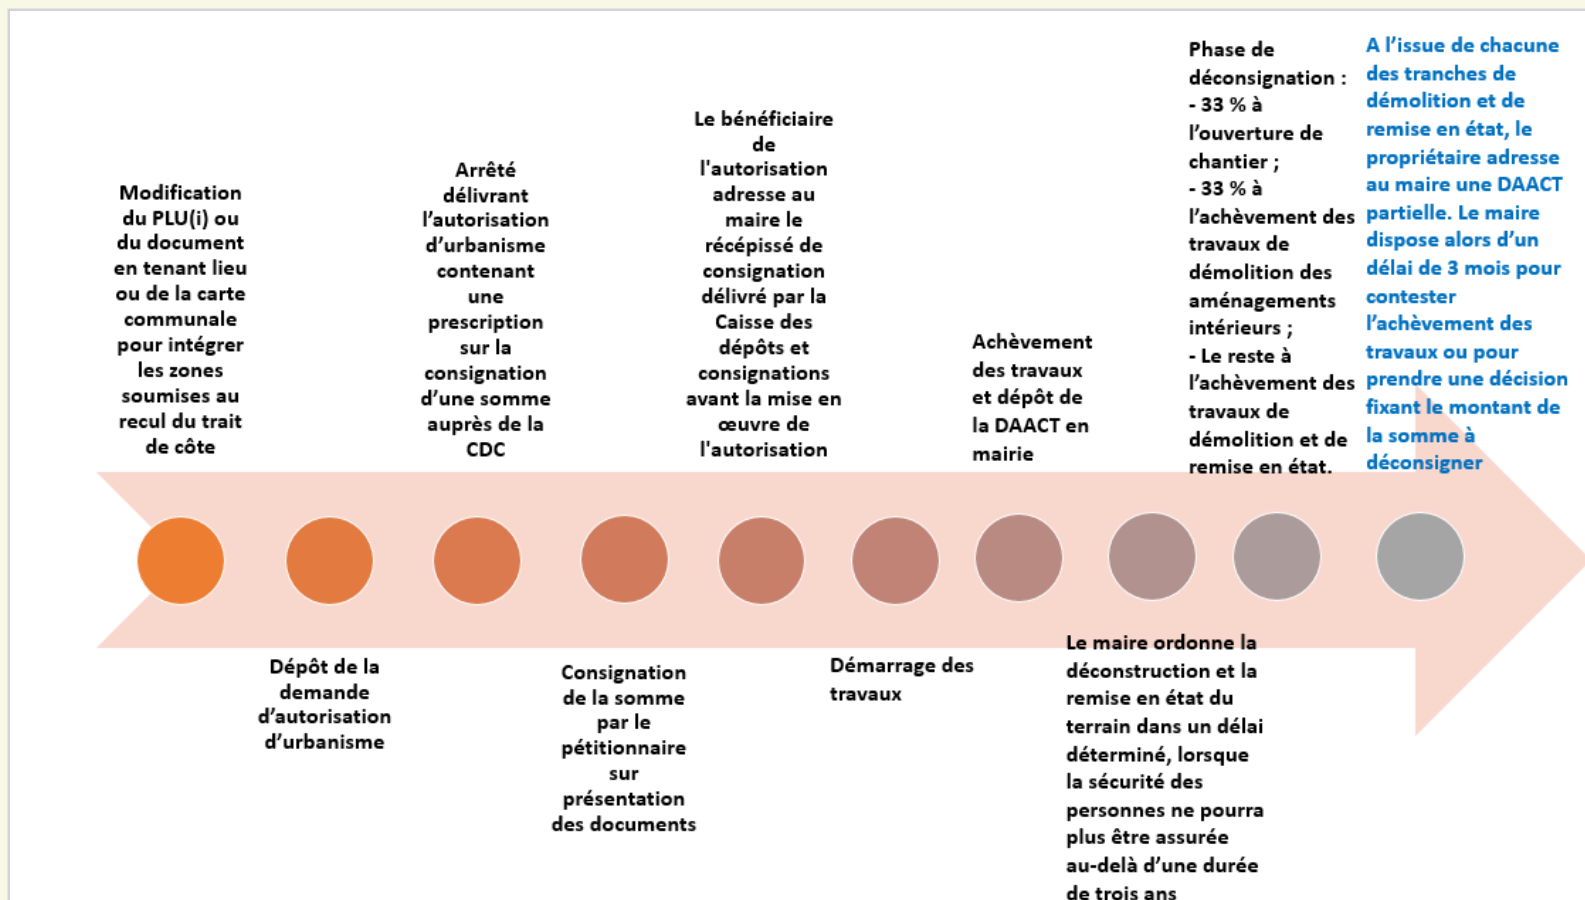 Modification
du PLU(i) ou
du document
en tenant lieu
ou de la carte
communale
pour intégrer
les zones
soumises au
recul du trait
de côte
Dépôt de la
demande
d'autorisation
d'urbanisme
Arrêté
délivrant
l'autorisation
d'urbanisme
contenant
une
prescription
sur la
consignation
d'une somme
auprès de la
CDC
Consignation
de la somme
par le
pétitionnaire
sur
présentation
des documents
Le bénéficiaire
de
l'autorisation
adresse au
maire le
récépissé de
consignation
délivré par la
Caisse des
dépôts et
consignations
avant la mise en
œuvre de
l'autorisation
Démarrage des
travaux
Achèvement
des travaux
et dépôt de
la DAACT en
mairie
Le maire ordonne la
déconstruction et la
remise en état du
terrain dans un délai
déterminé, lorsque
la sécurité des
personnes ne pourra
plus être assurée
au-delà d'une durée
de trois ans
Phase de
déconsignation :
- 33 % à
l'ouverture de
chantier ;
- 33 % à
l'achèvement des
travaux de
démolition des
aménagements
intérieurs ;
- Le reste à
l'achèvement des
travaux de
démolition et de
remise en état.
A l'issue de chacune
des tranches de
démolition et de
remise en état, le
propriétaire adresse
au maire une DAACT
partielle. Le maire
dispose alors d'un
délai de 3 mois pour
contester
l'achèvement des
travaux ou pour
prendre une décision
fixant le montant de
la somme à
déconsigner